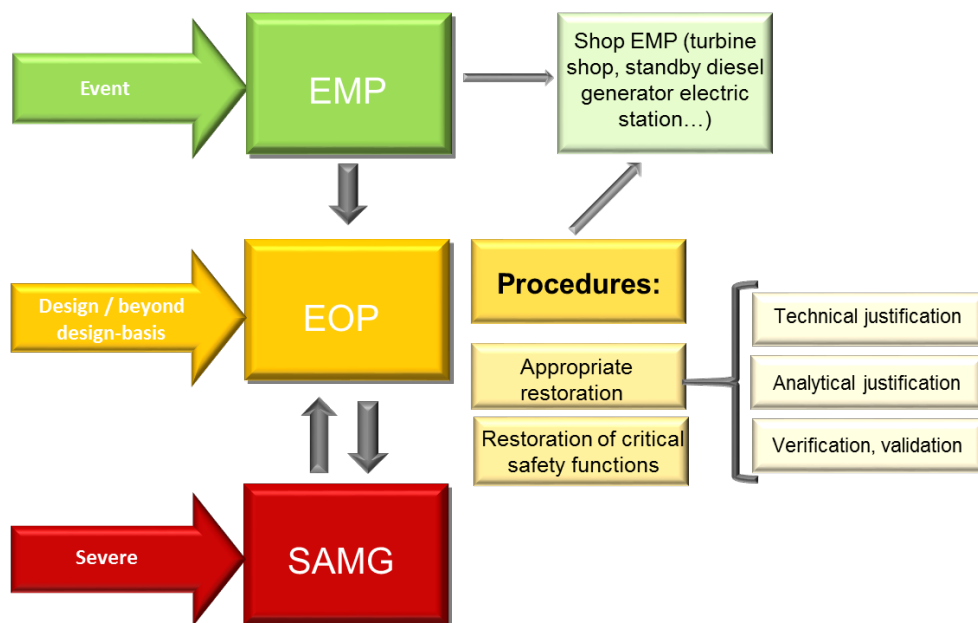 Event
EMP
Shop EMP (turbine
shop, standby diesel
generator electric
station…)
Design / beyond
design-basis
EOP
Procedures:
Appropriate
restoration
Restoration of critical
safety functions
Technical justification
Analytical justification
Verification, validation
Severe
SAMG